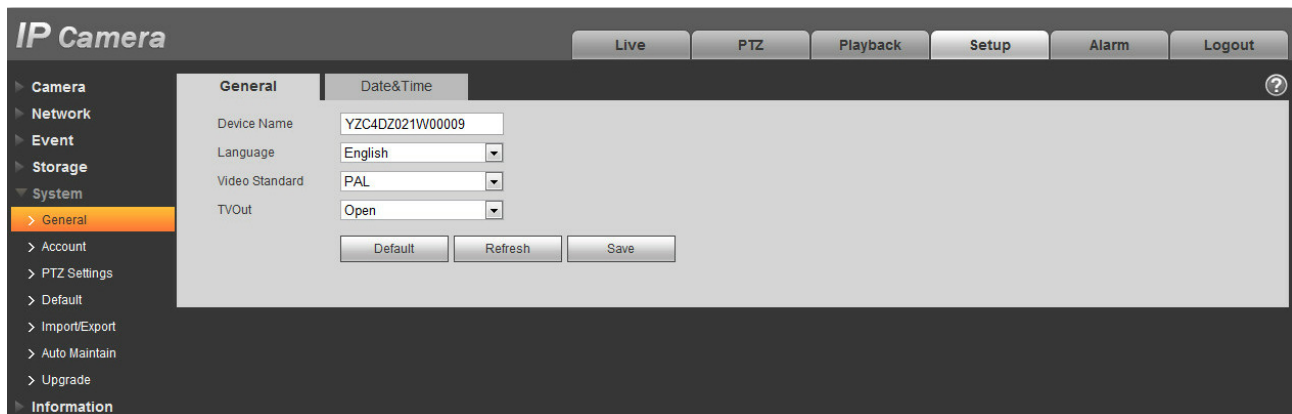 IP Camera
Live PTZ Playback Setup Alarm Logout
Camera
Network
Event
Storage
System
General
Account
PTZ Settings
Default
Import/Export
Auto Maintain
Upgrade
Information
General Date&Time
?
Device Name YZC4DZ021W00009
Language English
Video Standard PAL
TVOut Open
Default Refresh Save